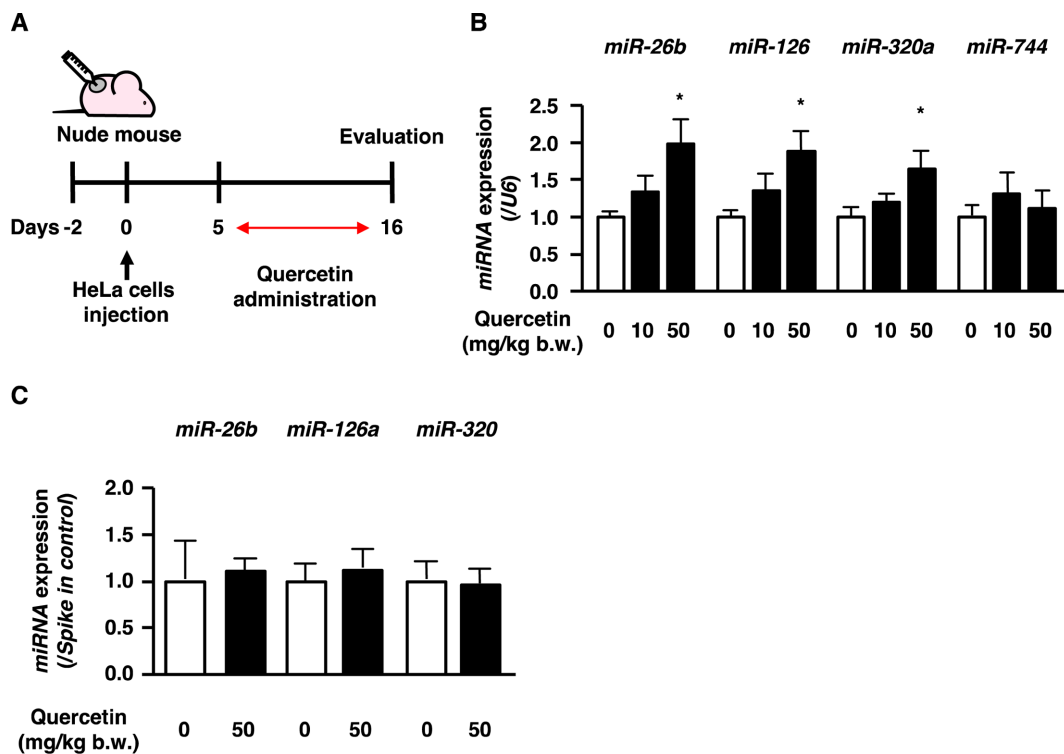 A
Nude mouse
Evaluation
Days -2 0 5 16
HeLa cells
injection
Quercetin
administration
B
miR-26b miR-126 miR-320a miR-744
miRNA expression
(/U6)
2.5
2.0
1.5
1.0
0.5
0.0
* * *
Quercetin
(mg/kg b.w.)
0 10 50 0 10 50 0 10 50 0 10 50
C
miR-26b miR-126a miR-320
miRNA expression
(/Spike in control)
2.0
1.5
1.0
0.5
0.0
Quercetin
(mg/kg b.w.)
0 50 0 50 0 50